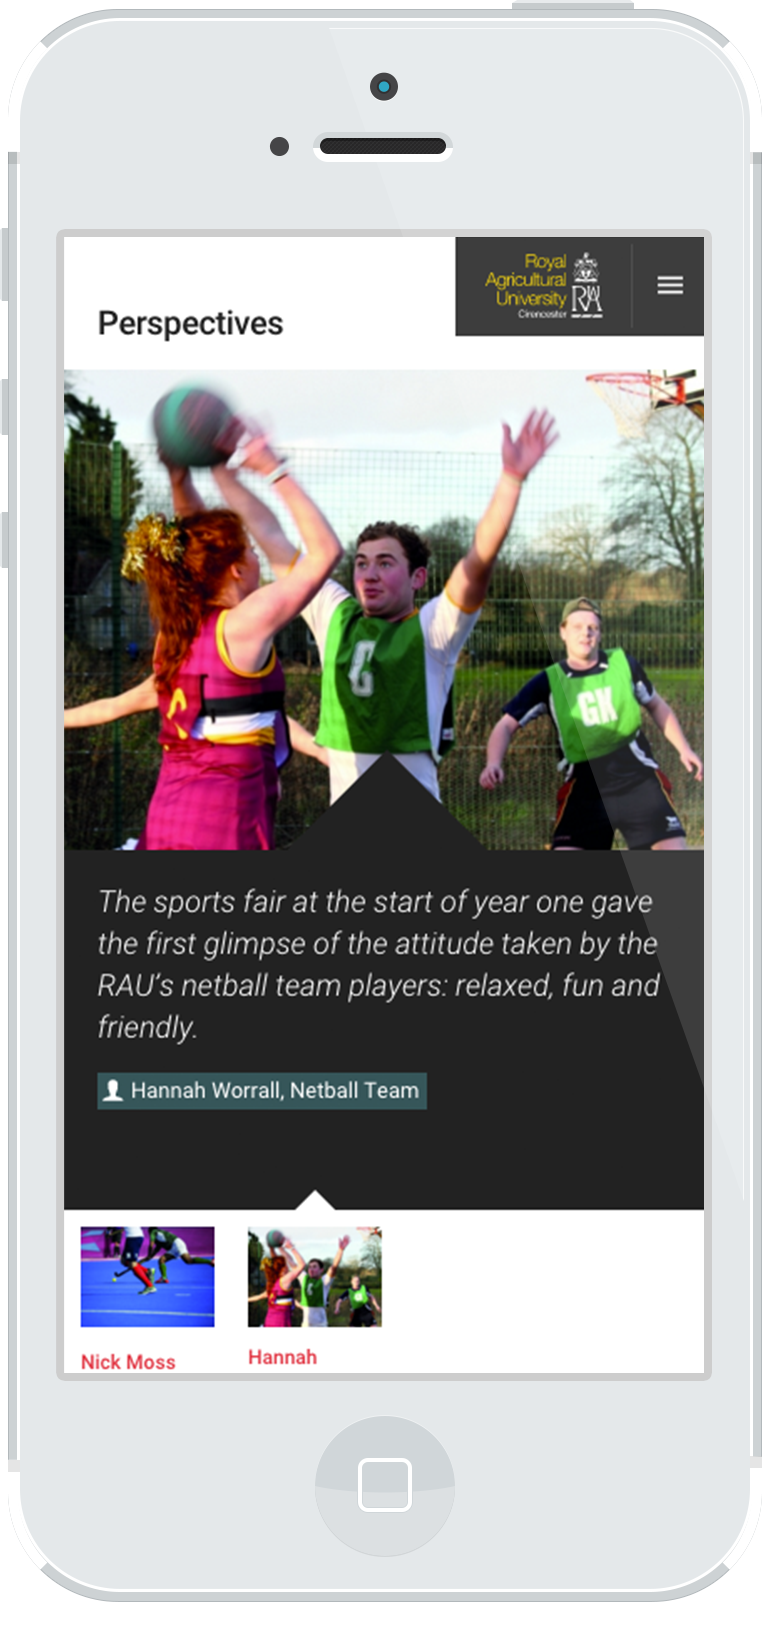 Royal
Agricultural
University
Cirencester
RAU
Perspectives
C
GK
The sports fair at the start of year one gave
the first glimpse of the attitude taken by the
RAU's netball team players: relaxed, fun and
friendly.
Hannah Worrall, Netball Team
Nick Moss
Hannah